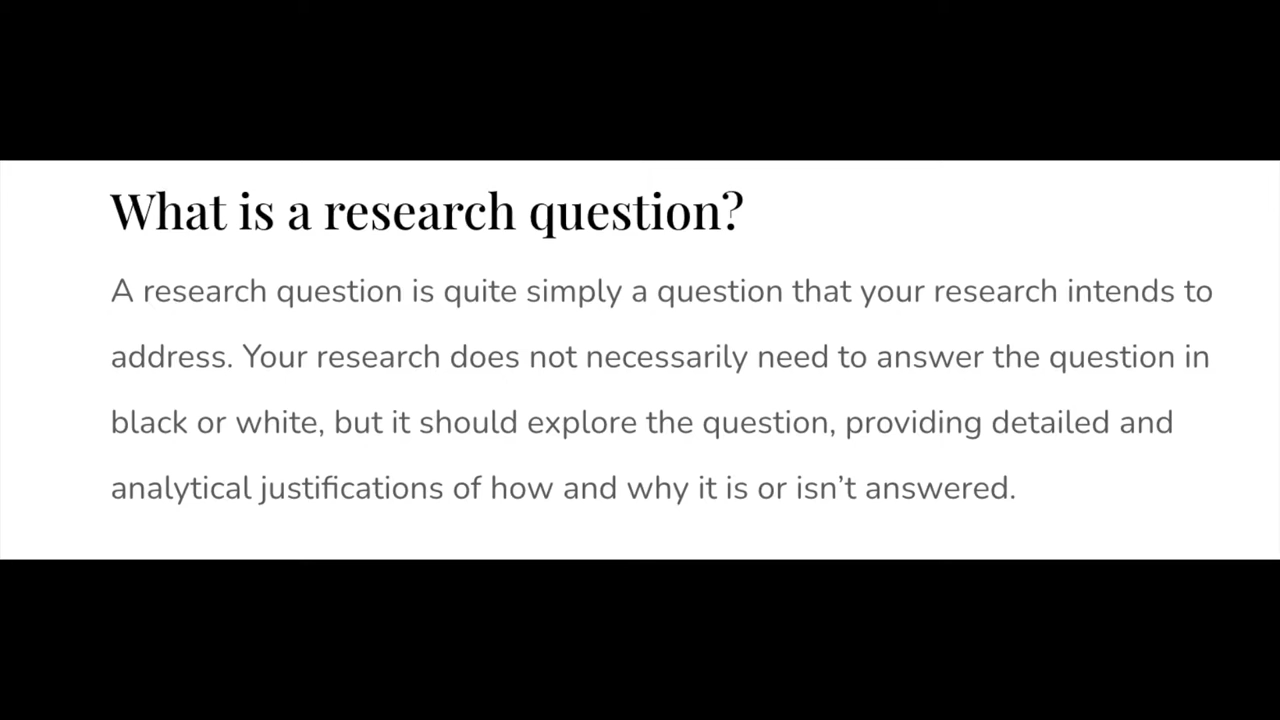 What is a research question?
A research question is quite simply a question that your research intends to
address. Your research does not necessarily need to answer the question in
black or white, but it should explore the question, providing detailed and
analytical justifications of how and why it is or isn’t answered.